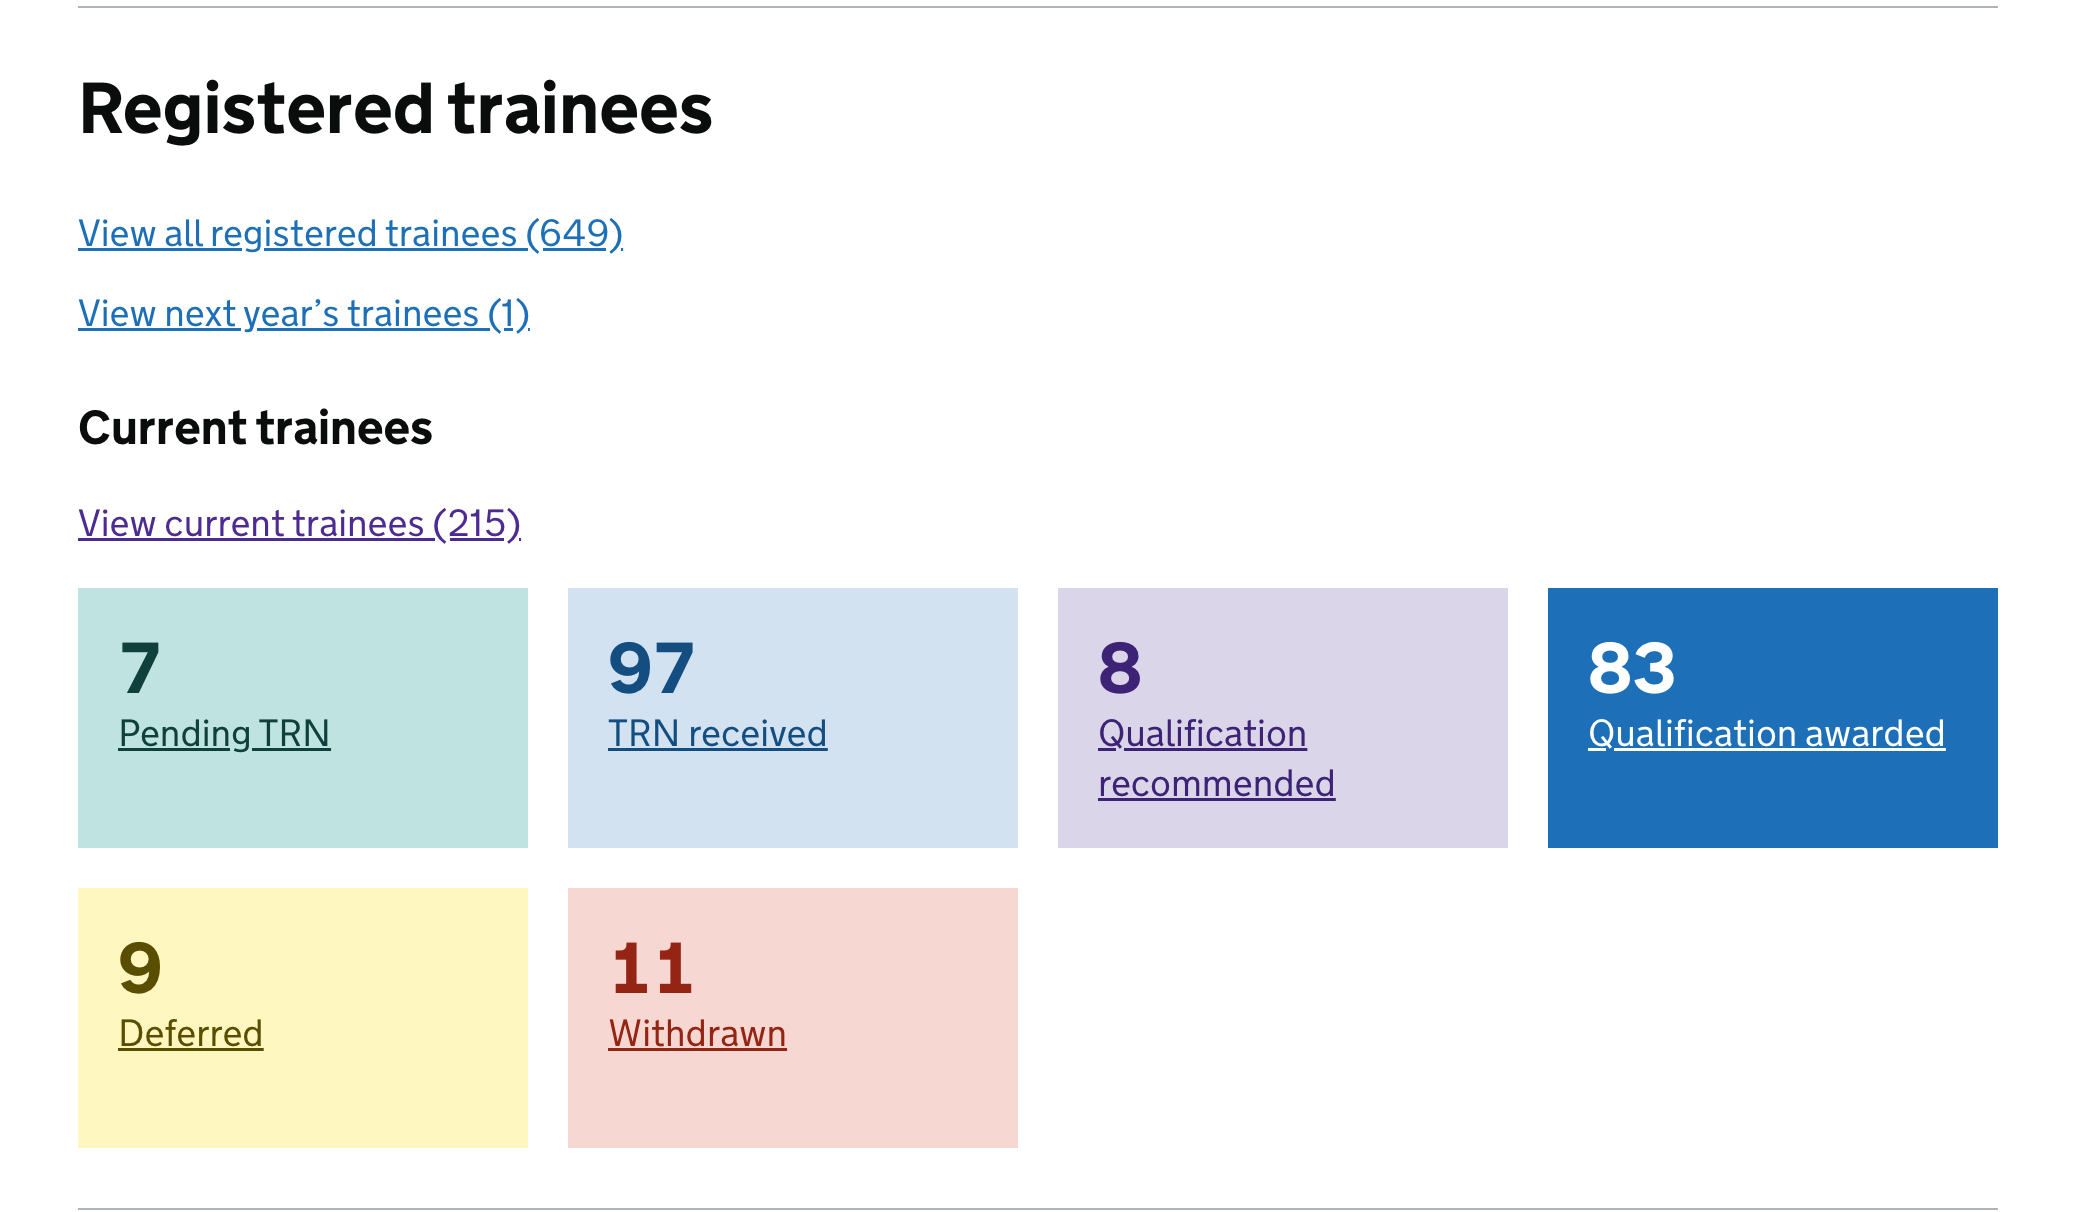 Registered trainees
View all registered trainees (649)
View next year’s trainees (1)
Current trainees
View current trainees (215)
7
Pending TRN
97
TRN received
8
Qualification
recommended
83
Qualification awarded
9
Deferred
11
Withdrawn